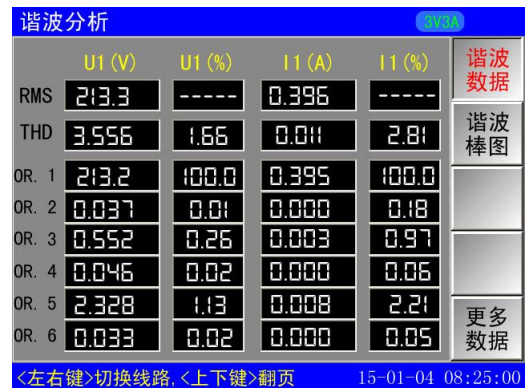 谐波分析 3V3A
U1(V) U1(%) I1(A) I1(%)
RMS 213.3 ----- 0.396 -----
THD 3.556 1.66 0.011 2.81
OR. 1 213.2 100.0 0.395 100.0
OR. 2 0.037 0.01 0.000 0.18
OR. 3 0.552 0.26 0.003 0.97
OR. 4 0.046 0.02 0.000 0.06
OR. 5 2.328 1.13 0.008 2.21
OR. 6 0.033 0.02 0.000 0.05
谐波
数据
谐波
棒图
更多
数据
<左右键>切换线路,<上下键>翻页 15-01-04 08:25:00